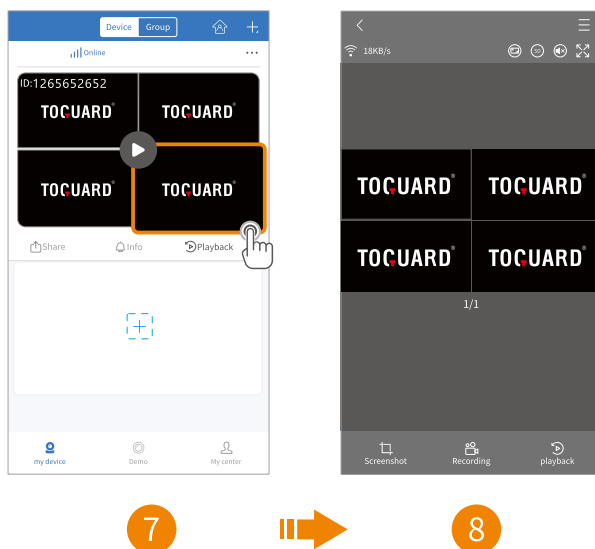 Device Group
Online
ID:1265652652
TOGUARD® TOGUARD®
TOGUARD® TOGUARD®
Share Info Playback
my device Demo My center
7
18KB/s SD
TOGUARD® TOGUARD®
TOGUARD® TOGUARD®
1/1
Screenshot Recording playback
8